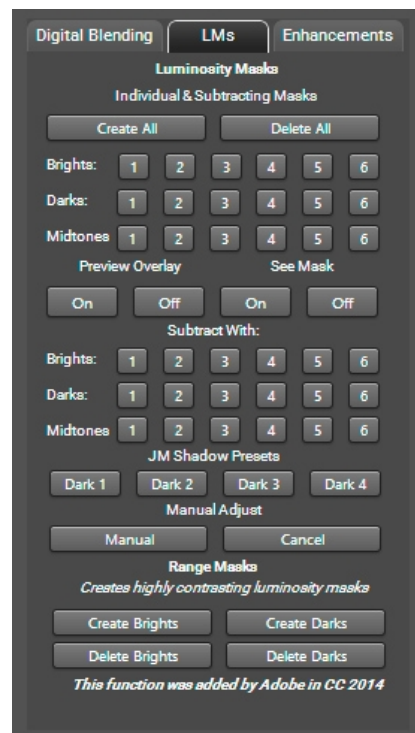 Digital Blending LMs Enhancements
Luminosity Masks
Individual & Subtracting Masks
Create All Delete All
Brights: 1 2 3 4 5 6
Darks: 1 2 3 4 5 6
Midtones 1 2 3 4 5 6
Preview Overlay See Mask
On Off On Off
Subtract With:
Brights: 1 2 3 4 5 6
Darks: 1 2 3 4 5 6
Midtones 1 2 3 4 5 6
JM Shadow Presets
Dark 1 Dark 2 Dark 3 Dark 4
Manual Adjust
Manual Cancel
Range Masks
Creates highly contrasting luminosity masks
Create Brights Create Darks
Delete Brights Delete Darks
This function was added by Adobe in CC 2014